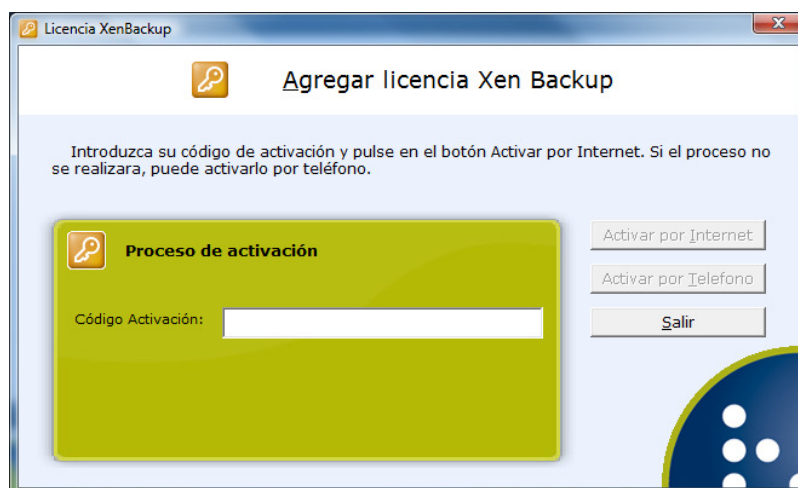 Licencia XenBackup
Agregar licencia Xen Backup
Introduzca su código de activación y pulse en el botón Activar por Internet. Si el proceso no
se realizara, puede activarlo por teléfono.
Proceso de activación
Código Activación:
Activar por Internet
Activar por Telefono
Salir